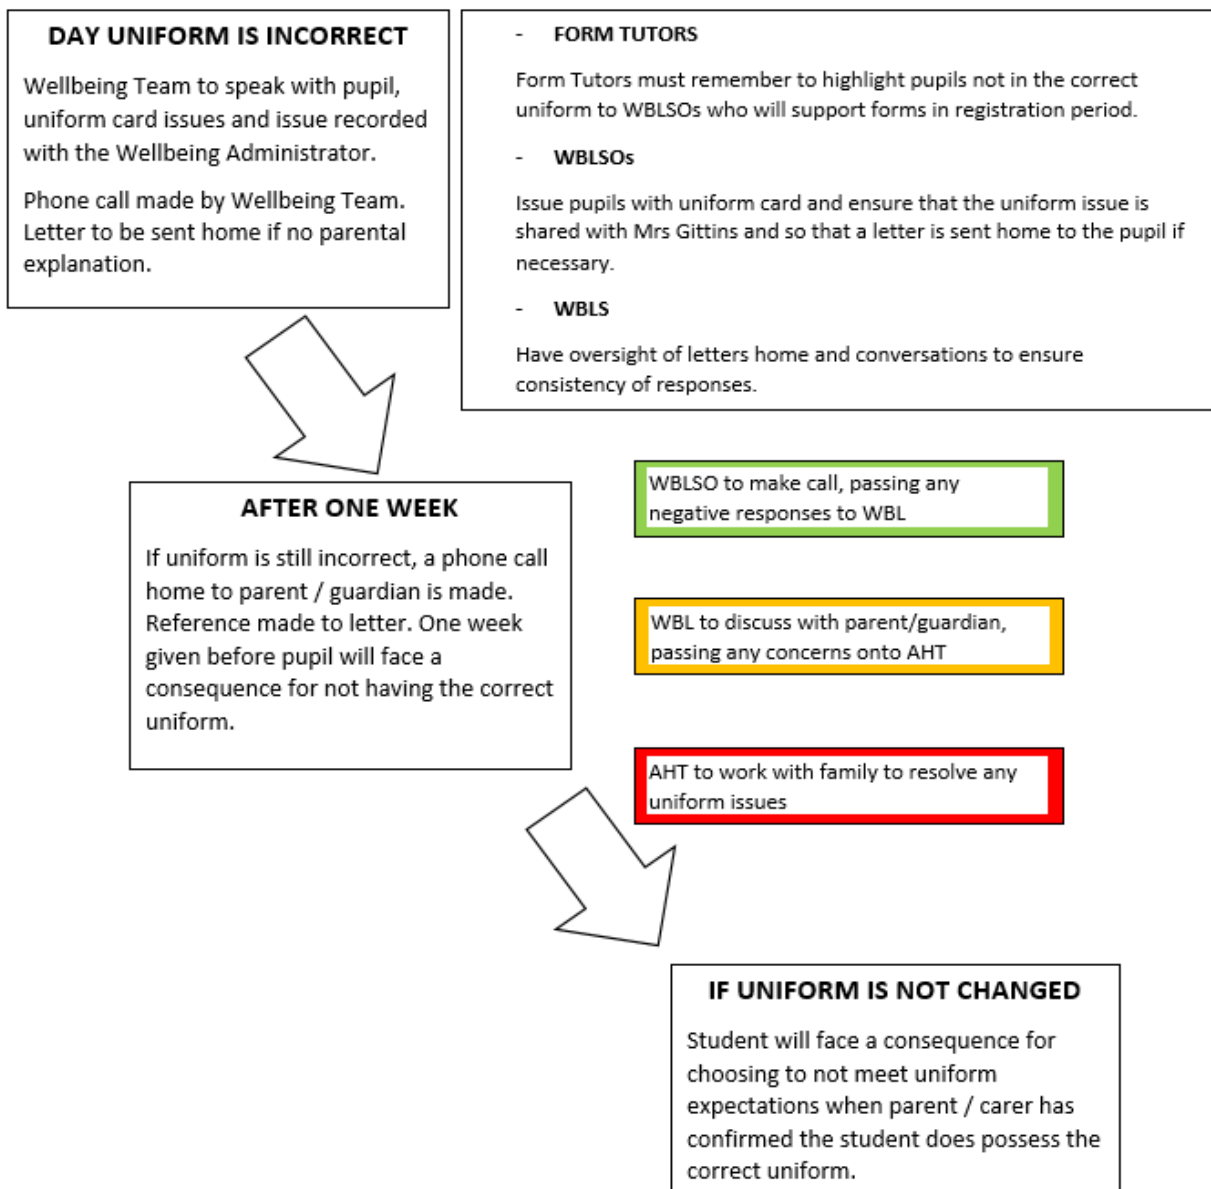 DAY UNIFORM IS INCORRECT
Wellbeing Team to speak with pupil,
uniform card issues and issue recorded
with the Wellbeing Administrator.
Phone call made by Wellbeing Team.
Letter to be sent home if no parental
explanation.
- FORM TUTORS
Form Tutors must remember to highlight pupils not in the correct
uniform to WBLSOs who will support forms in registration period.
- WBLSOs
Issue pupils with uniform card and ensure that the uniform issue is
shared with Mrs Gittins and so that a letter is sent home to the pupil if
necessary.
- WBLS
Have oversight of letters home and conversations to ensure
consistency of responses.
AFTER ONE WEEK
If uniform is still incorrect, a phone call
home to parent / guardian is made.
Reference made to letter. One week
given before pupil will face a
consequence for not having the correct
uniform.
WBLSO to make call, passing any
negative responses to WBL
WBL to discuss with parent/guardian,
passing any concerns onto AHT
AHT to work with family to resolve any
uniform issues
IF UNIFORM IS NOT CHANGED
Student will face a consequence for
choosing to not meet uniform
expectations when parent / carer has
confirmed the student does possess the
correct uniform.